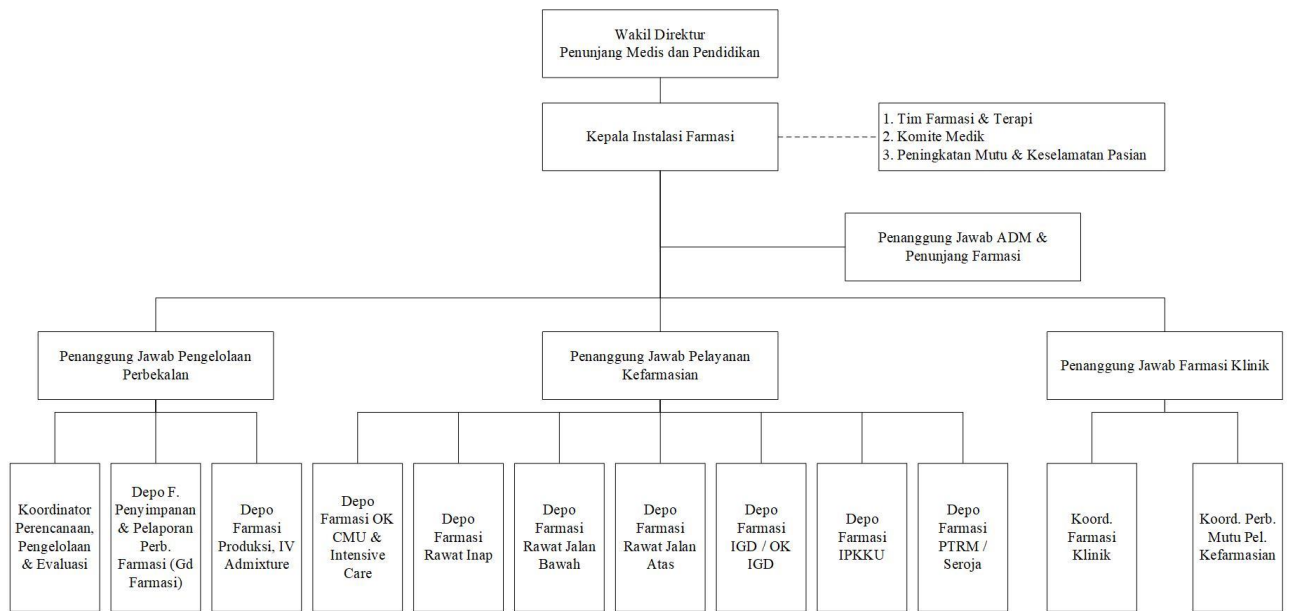 Wakil Direktur
Penunjang Medis dan Pendidikan
Kepala Instalasi Farmasi
1. Tim Farmasi & Terapi
2. Komite Medik
3. Peningkatan Mutu & Keselamatan Pasian
Penanggung Jawab ADM &
Penunjang Farmasi
Penanggung Jawab Pengelolaan
Perbekalan
Penanggung Jawab Pelayanan
Kefarmasian
Penanggung Jawab Farmasi Klinik
Koordinator
Perencanaan,
Pengelolaan
& Evaluasi
Depo F.
Penyimpanan
& Pelaporan
Perb.
Farmasi (Gd
Farmasi)
Depo
Farmasi
Produksi, IV
Admixture
Depo
Farmasi OK
CMU &
Intensive
Care
Depo
Farmasi
Rawat Inap
Depo
Farmasi
Rawat Jalan
Bawah
Depo
Farmasi
Rawat Jalan
Atas
Depo
Farmasi
IGD / OK
IGD
Depo
Farmasi
IPKKU
Depo
Farmasi
PTRM /
Seroja
Koord.
Farmasi
Klinik
Koord. Perb.
Mutu Pel.
Kefarmasian